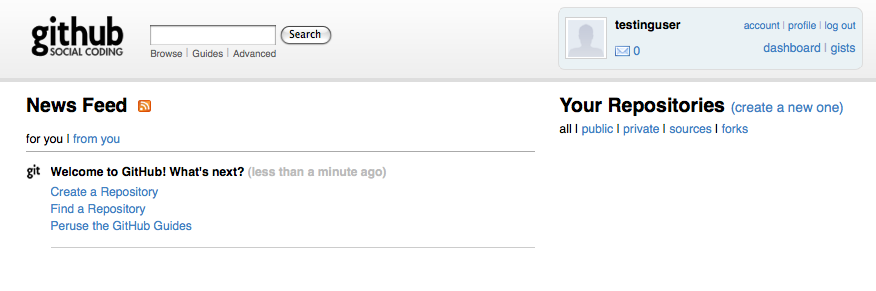 github
SOCIAL CODING
Search
Browse | Guides | Advanced
testinguser
account | profile | log out
0
dashboard | gists
News Feed
for you | from you
git Welcome to GitHub! What's next? (less than a minute ago)
Create a Repository
Find a Repository
Peruse the GitHub Guides
Your Repositories (create a new one)
all | public | private | sources | forks